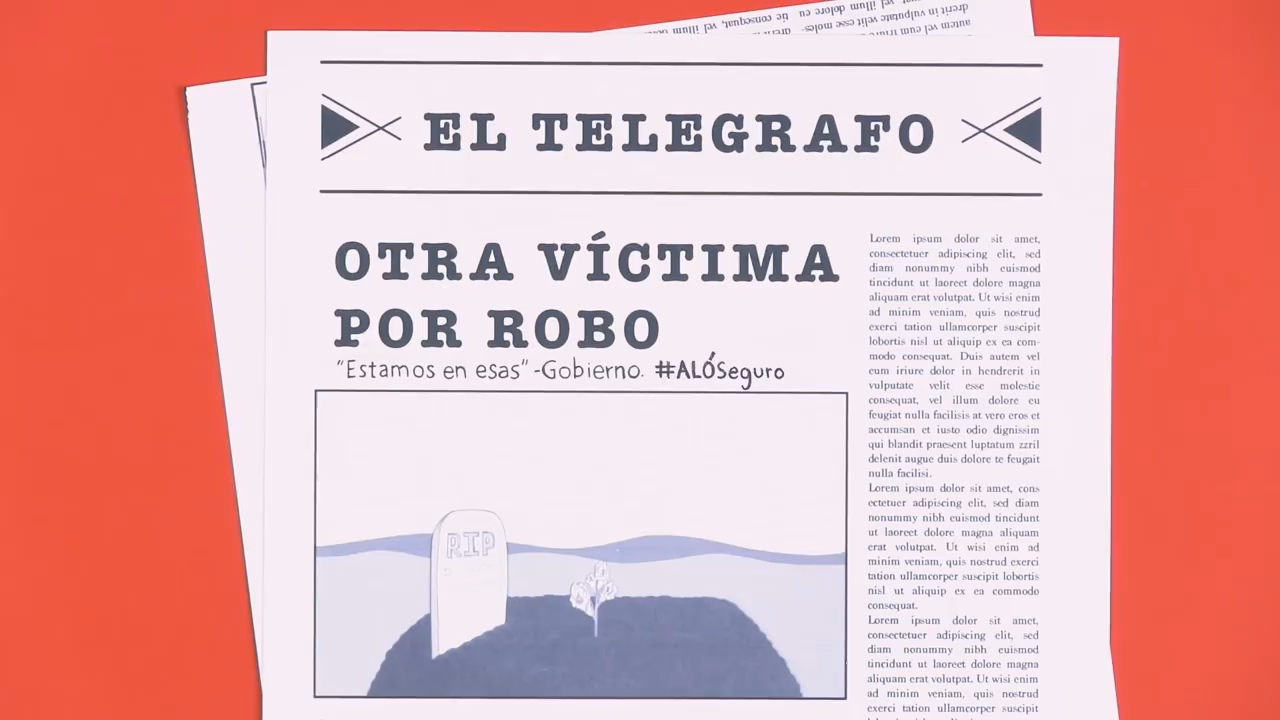 EL TELEGRAFO
OTRA VÍCTIMA
POR ROBO
“Estamos en esas” -Gobierno. #ALÓSeguro
RIP
Lorem ipsum dolor sit amet,
consectetuer adipiscing elit, sed
diam nonummy nibh euismod
tincidunt ut laoreet dolore magna
aliquam erat volutpat. Ut wisi enim
ad minim veniam, quis nostrud
exerci tation ullamcorper suscipit
lobortis nisl ut aliquip ex ea com-
modo consequat. Duis autem vel
eum iriure dolor in hendrerit in
vulputate velit esse molestie
consequat, vel illum dolore eu
feugiat nulla facilisis at vero eros et
accumsan et iusto odio dignissim
qui blandit praesent luptatum zzril
delenit augue duis dolore te feugait
nulla facilisi.
Lorem ipsum dolor sit amet, cons
ectetuer adipiscing elit, sed diam
nonummy nibh euismod tincidunt
ut laoreet dolore magna aliquam
erat volutpat. Ut wisi enim ad
minim veniam, quis nostrud exerci
tation ullamcorper suscipit lobortis
nisl ut aliquip ex ea commodo
consequat.
Lorem ipsum dolor sit amet,
consectetuer adipiscing elit, sed
diam nonummy nibh euismod
tincidunt ut laoreet dolore magna
aliquam erat volutpat. Ut wisi enim
ad minim veniam, quis nostrud
exerci tation ullamcorper suscipit